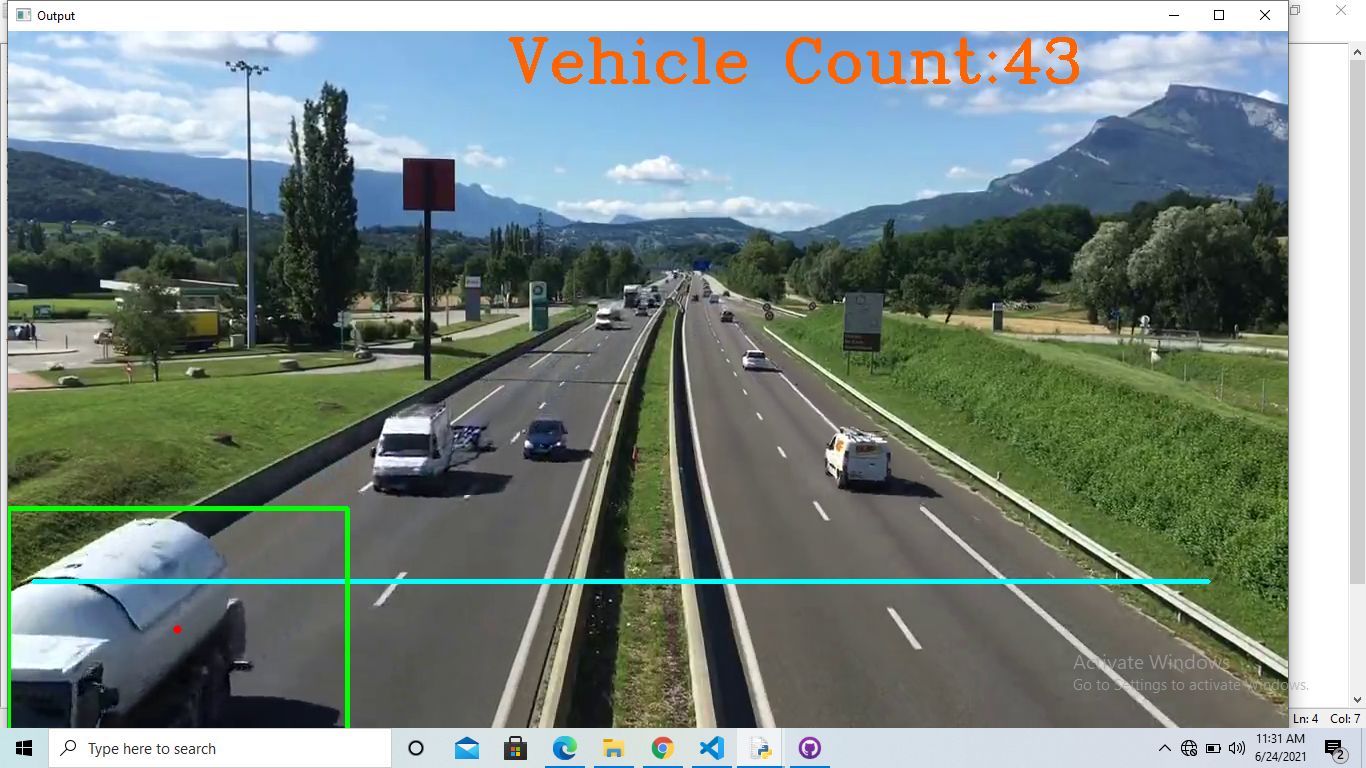 Output
Vehicle Count:43
Activate Windows
Go to Settings to activate Windows.
Ln: 4 Col: 7
Type here to search
11:31 AM
6/24/2021
2